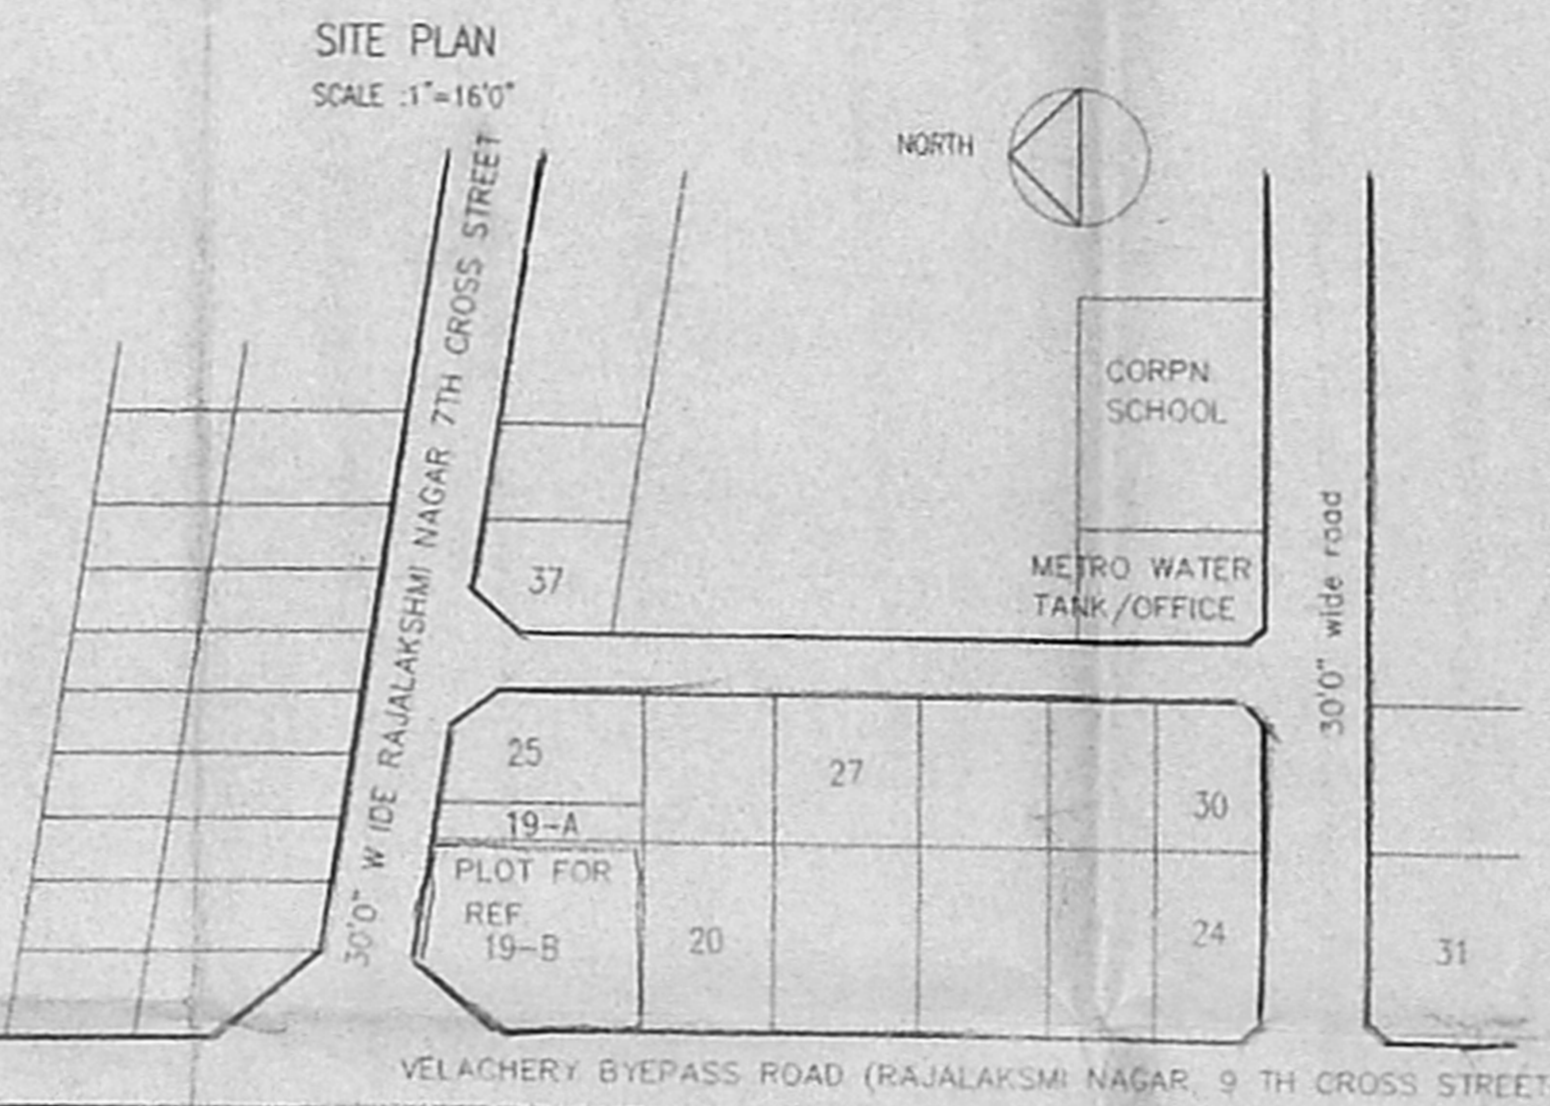 SITE PLAN
SCALE :1"=16'0"
NORTH
30'0" WIDE RAJALAKSHMI NAGAR 7TH CROSS STREET
CORPN
SCHOOL
METRO WATER
TANK/OFFICE
30'0" wide road
37
25
27
30
19-A
PLOT FOR
REF
19-B
20
24
31
VELACHERY BYEPASS ROAD (RAJALAKSMI NAGAR, 9 TH CROSS STREET